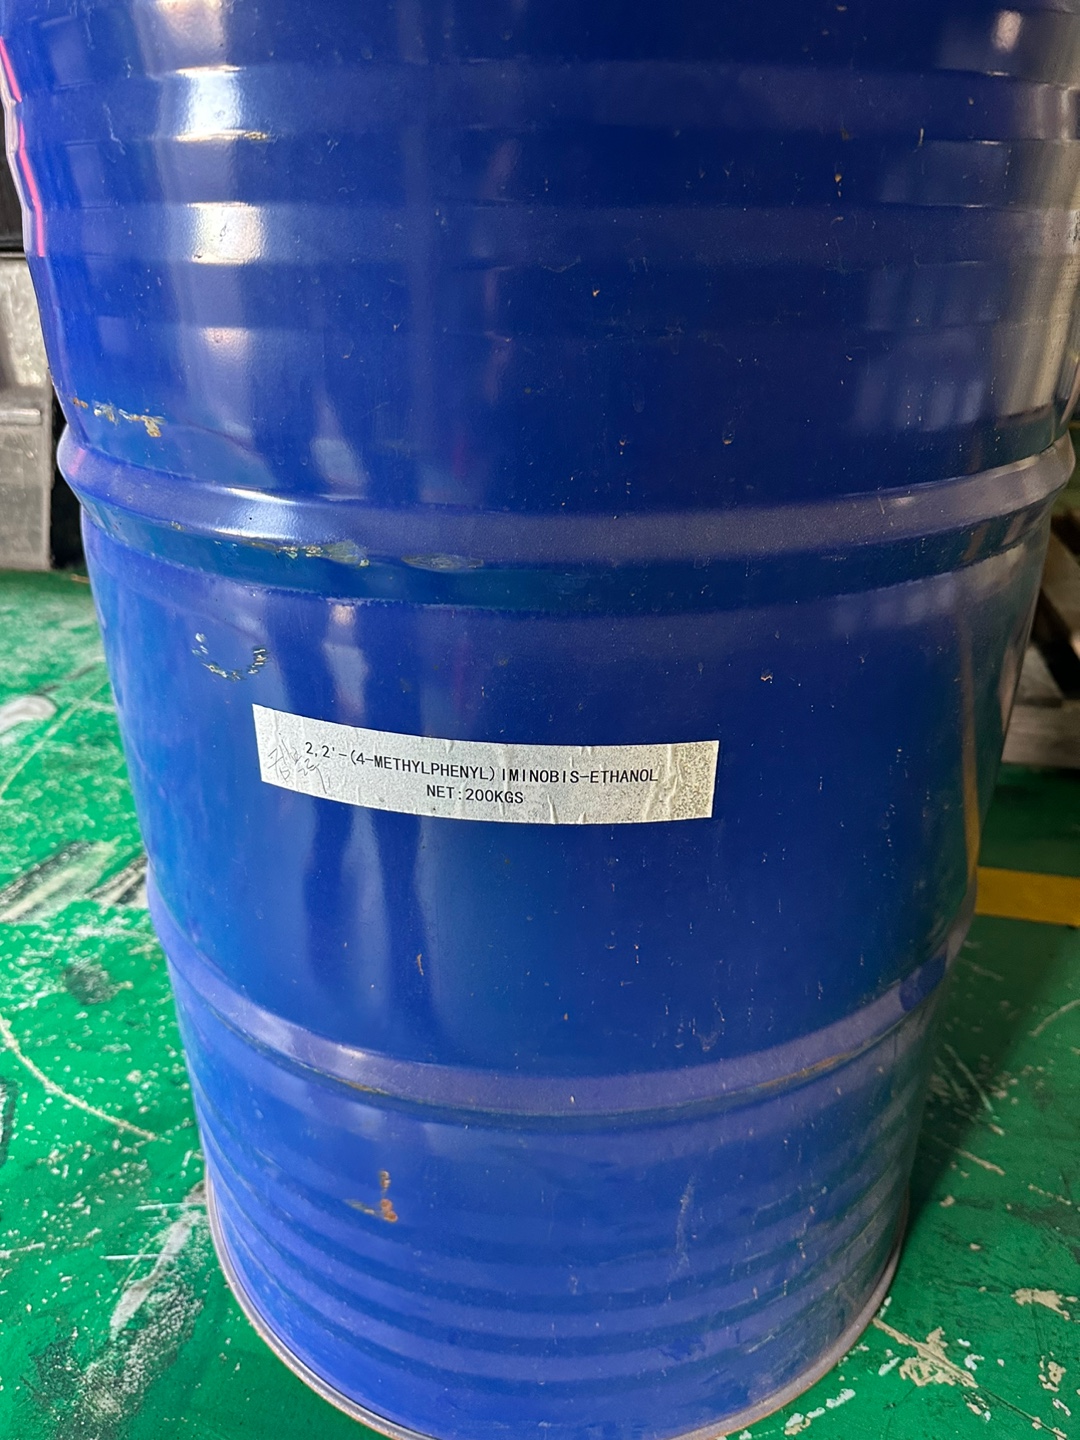 2,2'-(4-METHYLPHENYL)IMINOBIS-ETHANOL
NET:200KGS